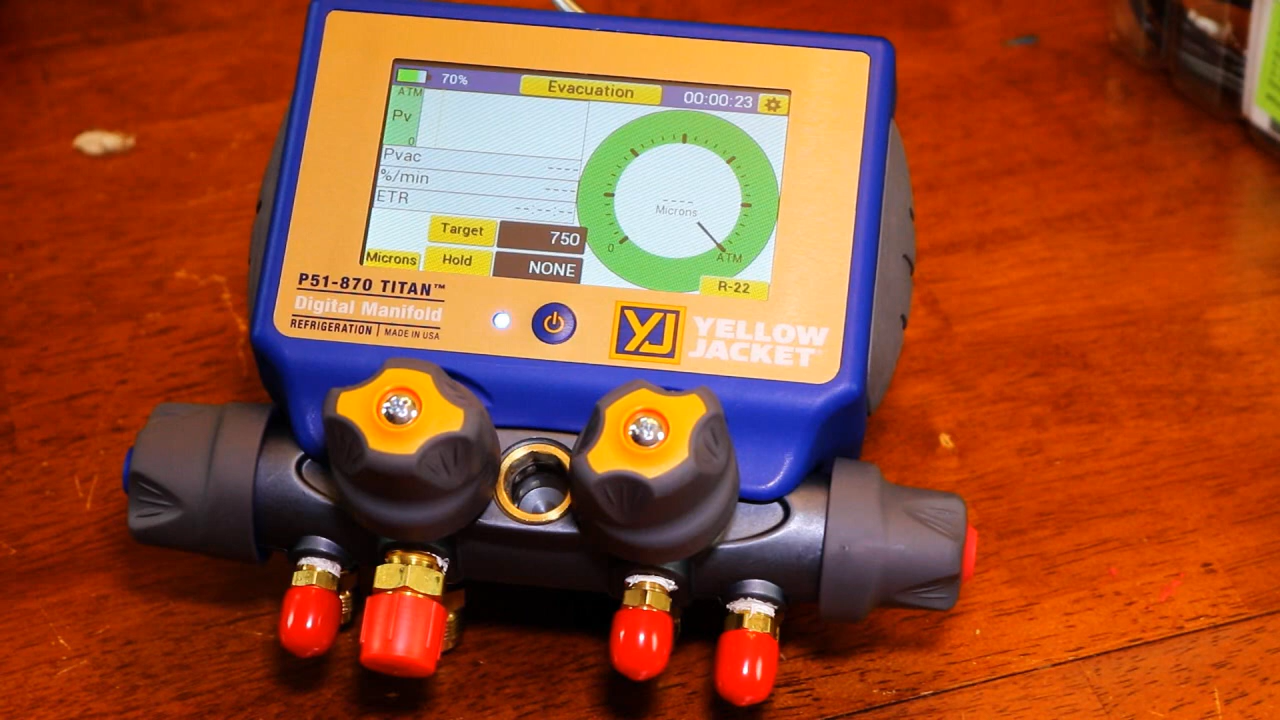 70%
Evacuation
00:00:23
ATM
Pv
0
Pvac
----
%/min
----
ETR
--:--:--
Target
750
Microns
Hold
NONE
----
Microns
0
ATM
R-22
P51-870 TITAN™
Digital Manifold
REFRIGERATION | MADE IN USA
YJ
YELLOW
JACKET